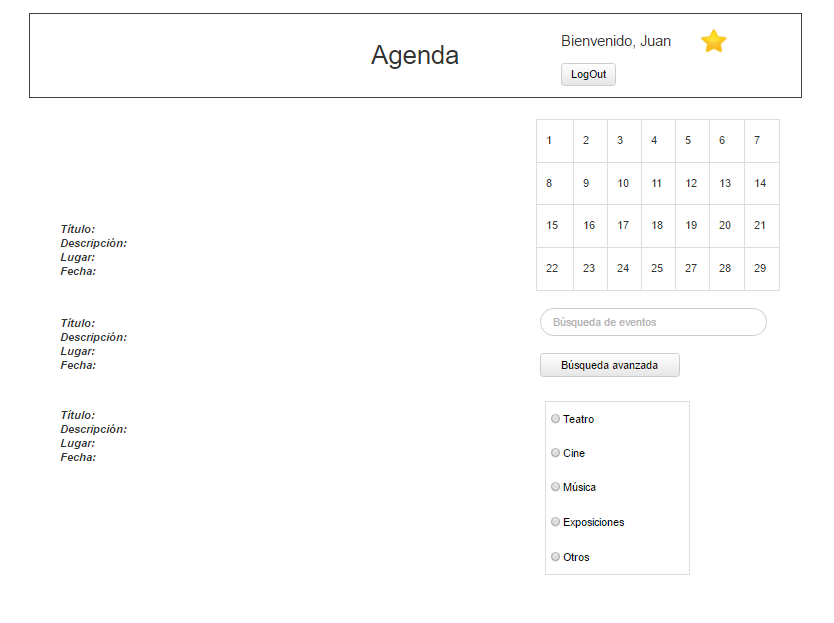 Agenda
Bienvenido, Juan
LogOut
1 2 3 4 5 6 7
8 9 10 11 12 13 14
15 16 17 18 19 20 21
22 23 24 25 27 28 29
Título:
Descripción:
Lugar:
Fecha:
Título:
Descripción:
Lugar:
Fecha:
Título:
Descripción:
Lugar:
Fecha:
Búsqueda de eventos
Búsqueda avanzada
Teatro
Cine
Música
Exposiciones
Otros